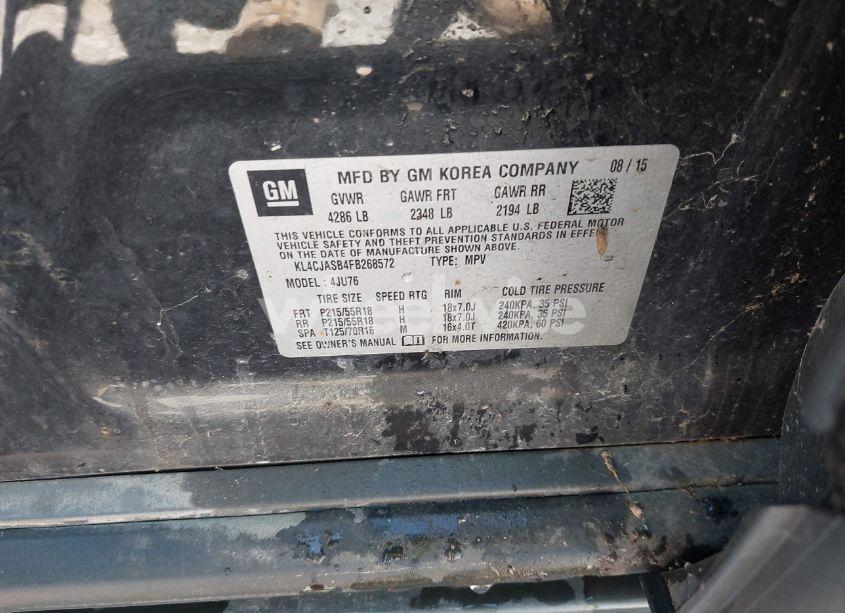 GM
MFD BY GM KOREA COMPANY 08 / 15
GVWR GAWR FRT GAWR RR
4286 LB 2348 LB 2194 LB
THIS VEHICLE CONFORMS TO ALL APPLICABLE U.S. FEDERAL MOTOR
VEHICLE SAFETY AND THEFT PREVENTION STANDARDS IN EFFECT
ON THE DATE OF MANUFACTURE SHOWN ABOVE.
KL4CJASB4FB268572 TYPE: MPV
MODEL : 4JU76
TIRE SIZE SPEED RTG RIM COLD TIRE PRESSURE
FRT P215/55R18 H 18x7.0J 240KPA, 35 PSI
RR P215/55R18 H 18x7.0J 240KPA, 35 PSI
SPA T125/70R16 M 16x4.0T 420KPA, 60 PSI
SEE OWNER'S MANUAL FOR MORE INFORMATION.